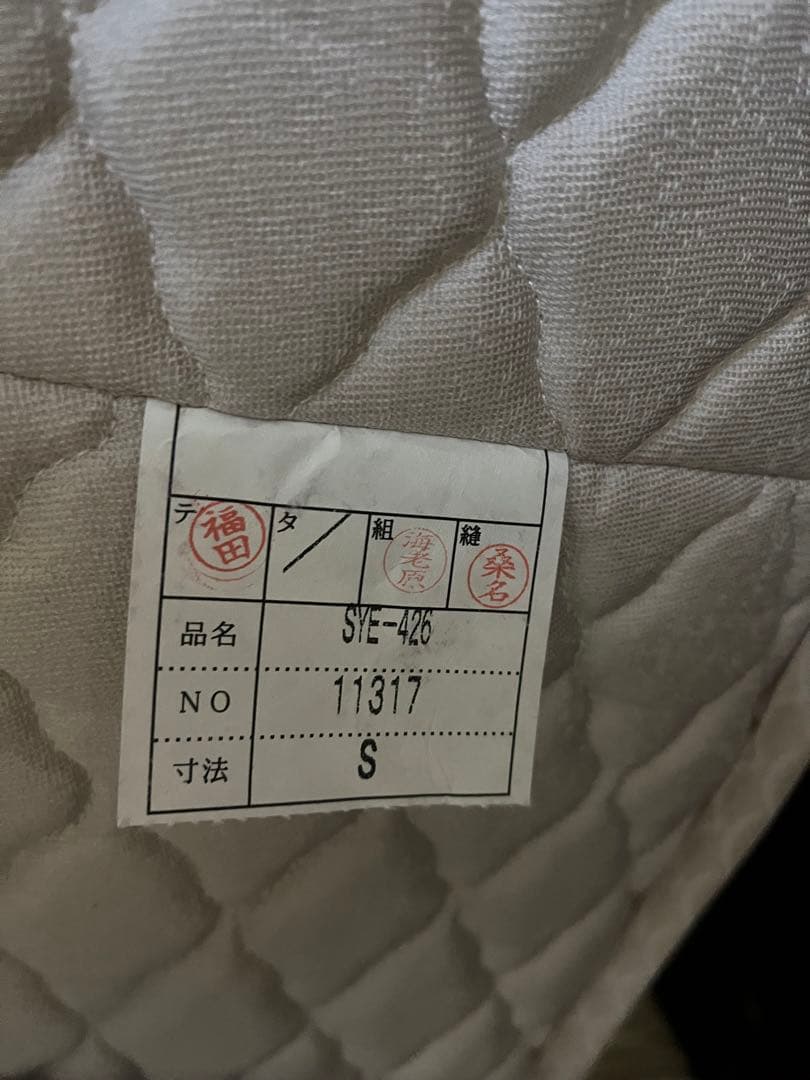 テ 福田 タ 組 海老原 縫 桑名
品名 SYE-426
NO 11317
寸法 S